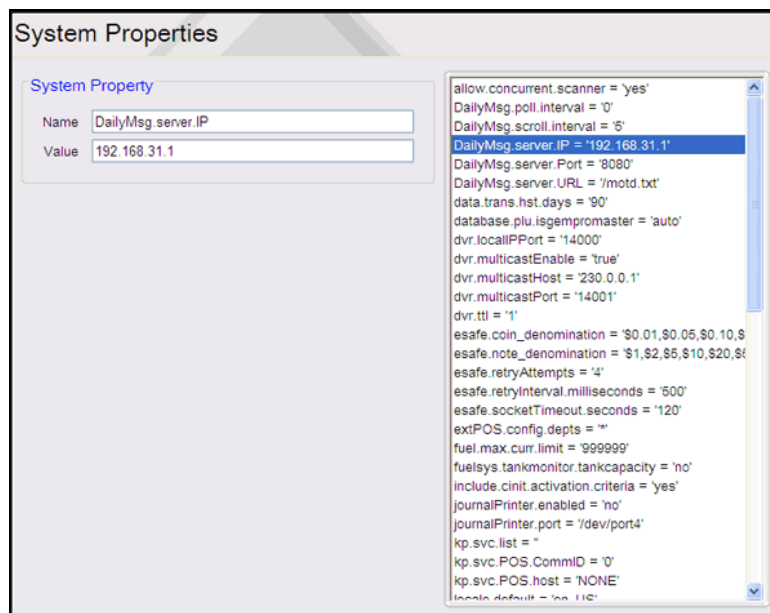 System Properties
System Property
Name DailyMsg.server.IP
Value 192.168.31.1
allow.concurrent.scanner = 'yes'
DailyMsg.poll.interval = '0'
DailyMsg.scroll.interval = '5'
DailyMsg.server.IP = '192.168.31.1'
DailyMsg.server.Port = '8080'
DailyMsg.server.URL = '/motd.txt'
data.trans.hst.days = '90'
database.plu.isgempromaster = 'auto'
dvr.localIPPort = '14000'
dvr.multicastEnable = 'true'
dvr.multicastHost = '230.0.0.1'
dvr.multicastPort = '14001'
dvr.ttl = '1'
esafe.coin_denomination = '$0.01,$0.05,$0.10,$
esafe.note_denomination = '$1,$2,$5,$10,$20,$5
esafe.retryAttempts = '4'
esafe.retryInterval.milliseconds = '500'
esafe.socketTimeout.seconds = '120'
extPOS.config.depts = '*'
fuel.max.curr.limit = '999999'
fuelsys.tankmonitor.tankcapacity = 'no'
include.cinit.activation.criteria = 'yes'
journalPrinter.enabled = 'no'
journalPrinter.port = '/dev/port4'
kp.svc.list = ''
kp.svc.POS.CommID = '0'
kp.svc.POS.host = 'NONE'
locale.default = 'en_US'